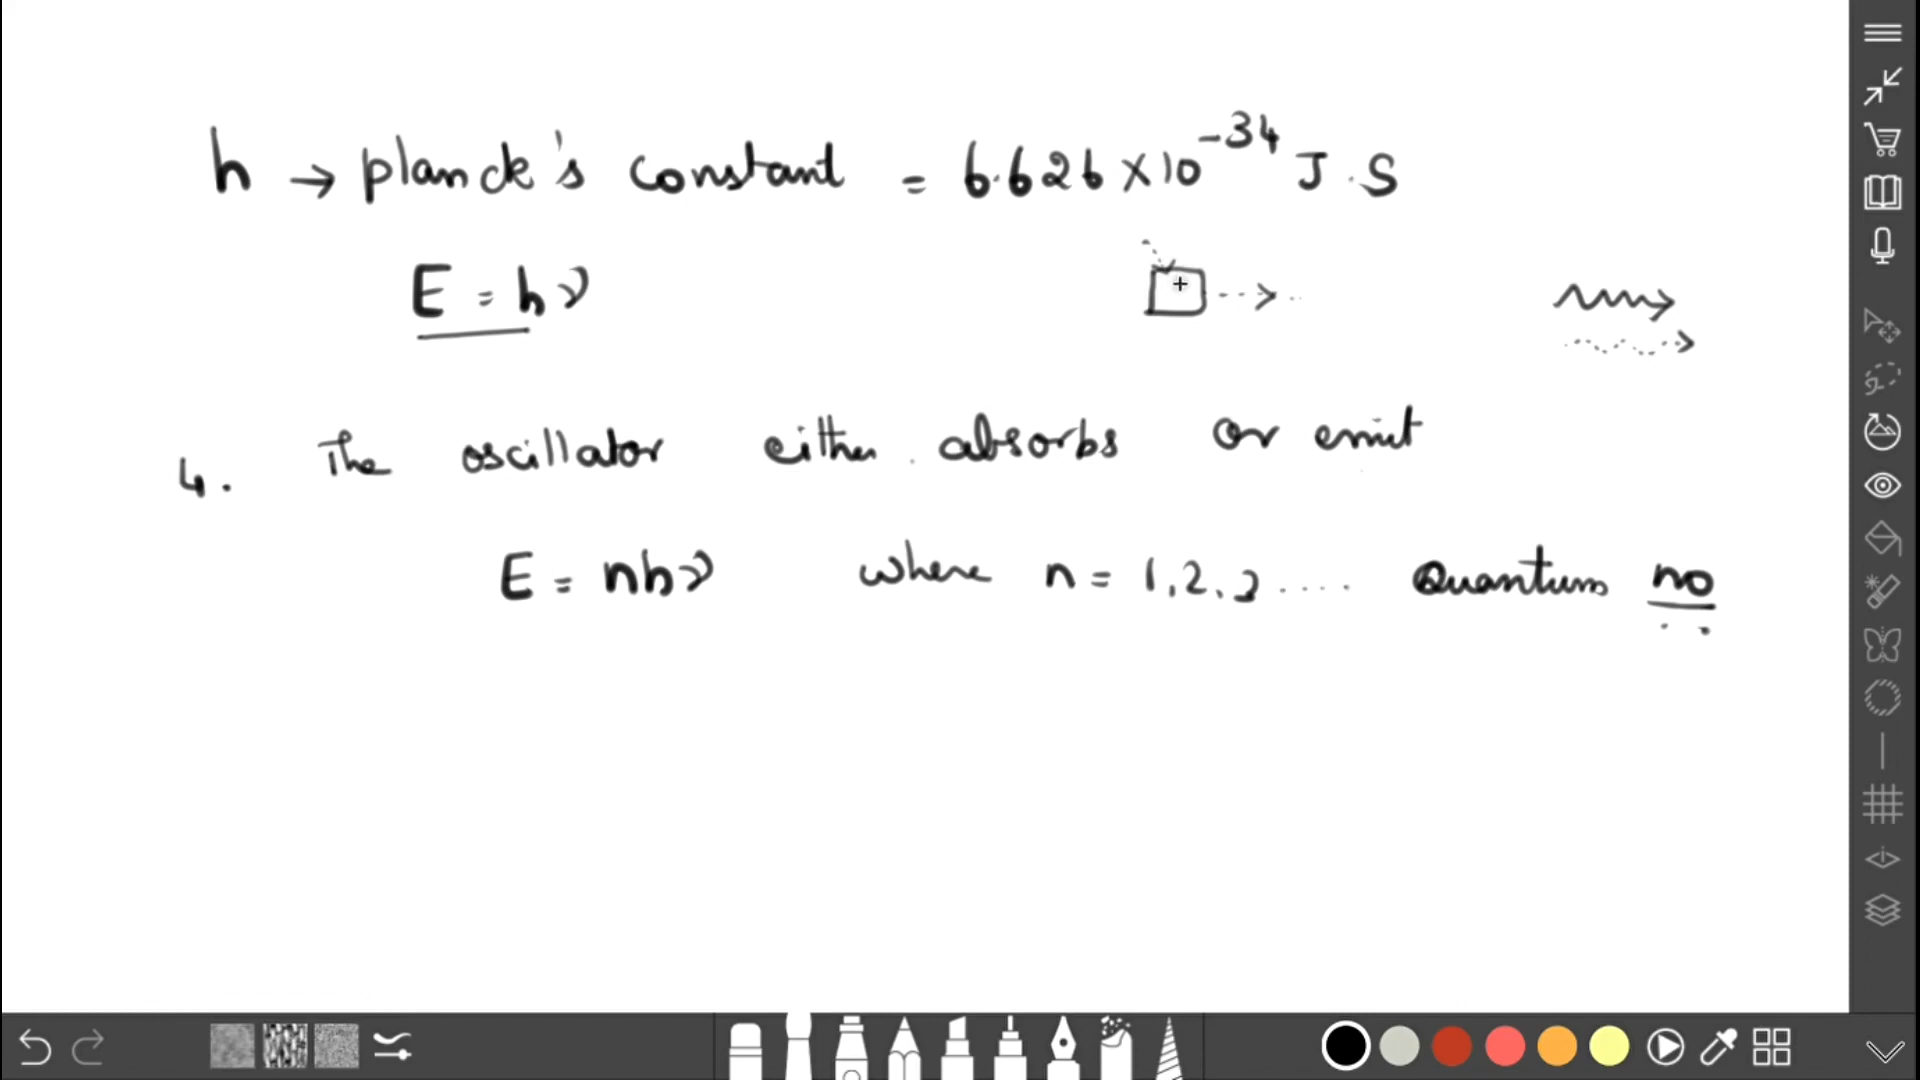 h → planck's constant = 6.626 × 10⁻³⁴ J.S
E = hν
4. The oscillator either absorbs or emit
E = nhν where n = 1, 2, 3 .... Quantum no